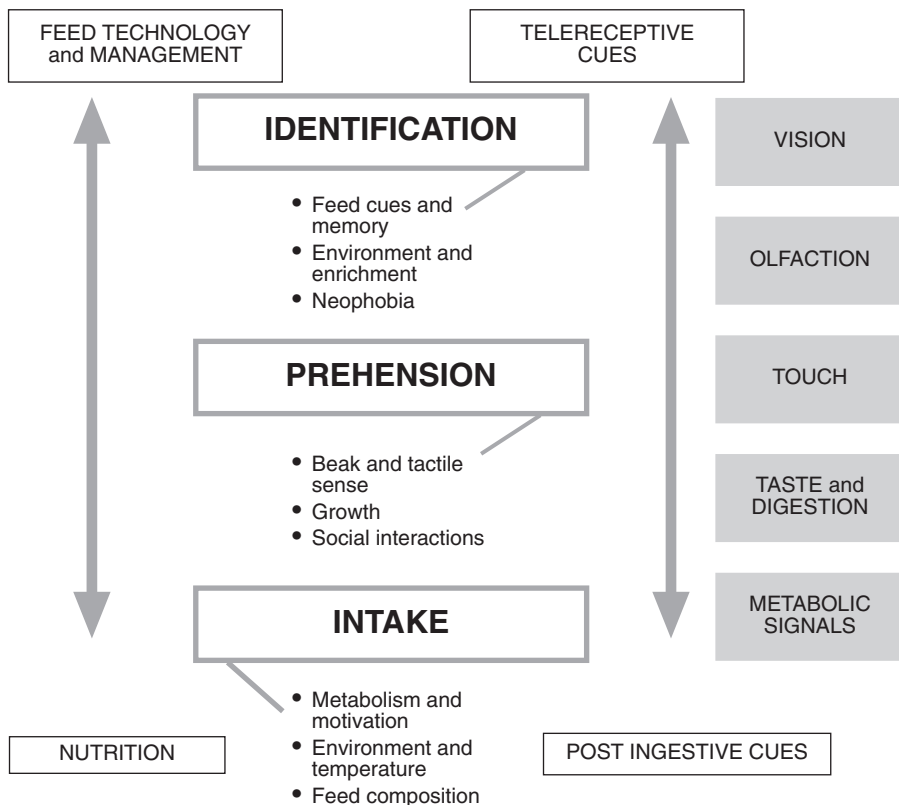 FEED TECHNOLOGY
and MANAGEMENT
TELERECEPTIVE
CUES
IDENTIFICATION
• Feed cues and
memory
• Environment and
enrichment
• Neophobia
PREHENSION
• Beak and tactile
sense
• Growth
• Social interactions
INTAKE
• Metabolism and
motivation
• Environment and
temperature
• Feed composition
VISION
OLFACTION
TOUCH
TASTE and
DIGESTION
METABOLIC
SIGNALS
NUTRITION
POST INGESTIVE CUES